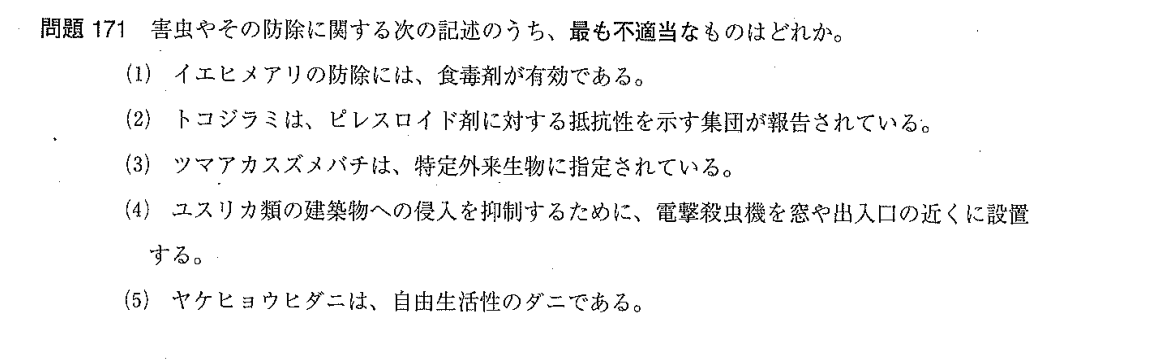 問題 171　害虫やその防除に関する次の記述のうち、最も不適当なものはどれか。
(1)　イエヒメアリの防除には、食毒剤が有効である。
(2)　トコジラミは、ピレスロイド剤に対する抵抗性を示す集団が報告されている。
(3)　ツマアカスズメバチは、特定外来生物に指定されている。
(4)　ユスリカ類の建築物への侵入を抑制するために、電撃殺虫機を窓や出入口の近くに設置
する。
(5)　ヤケヒョウヒダニは、自由生活性のダニである。